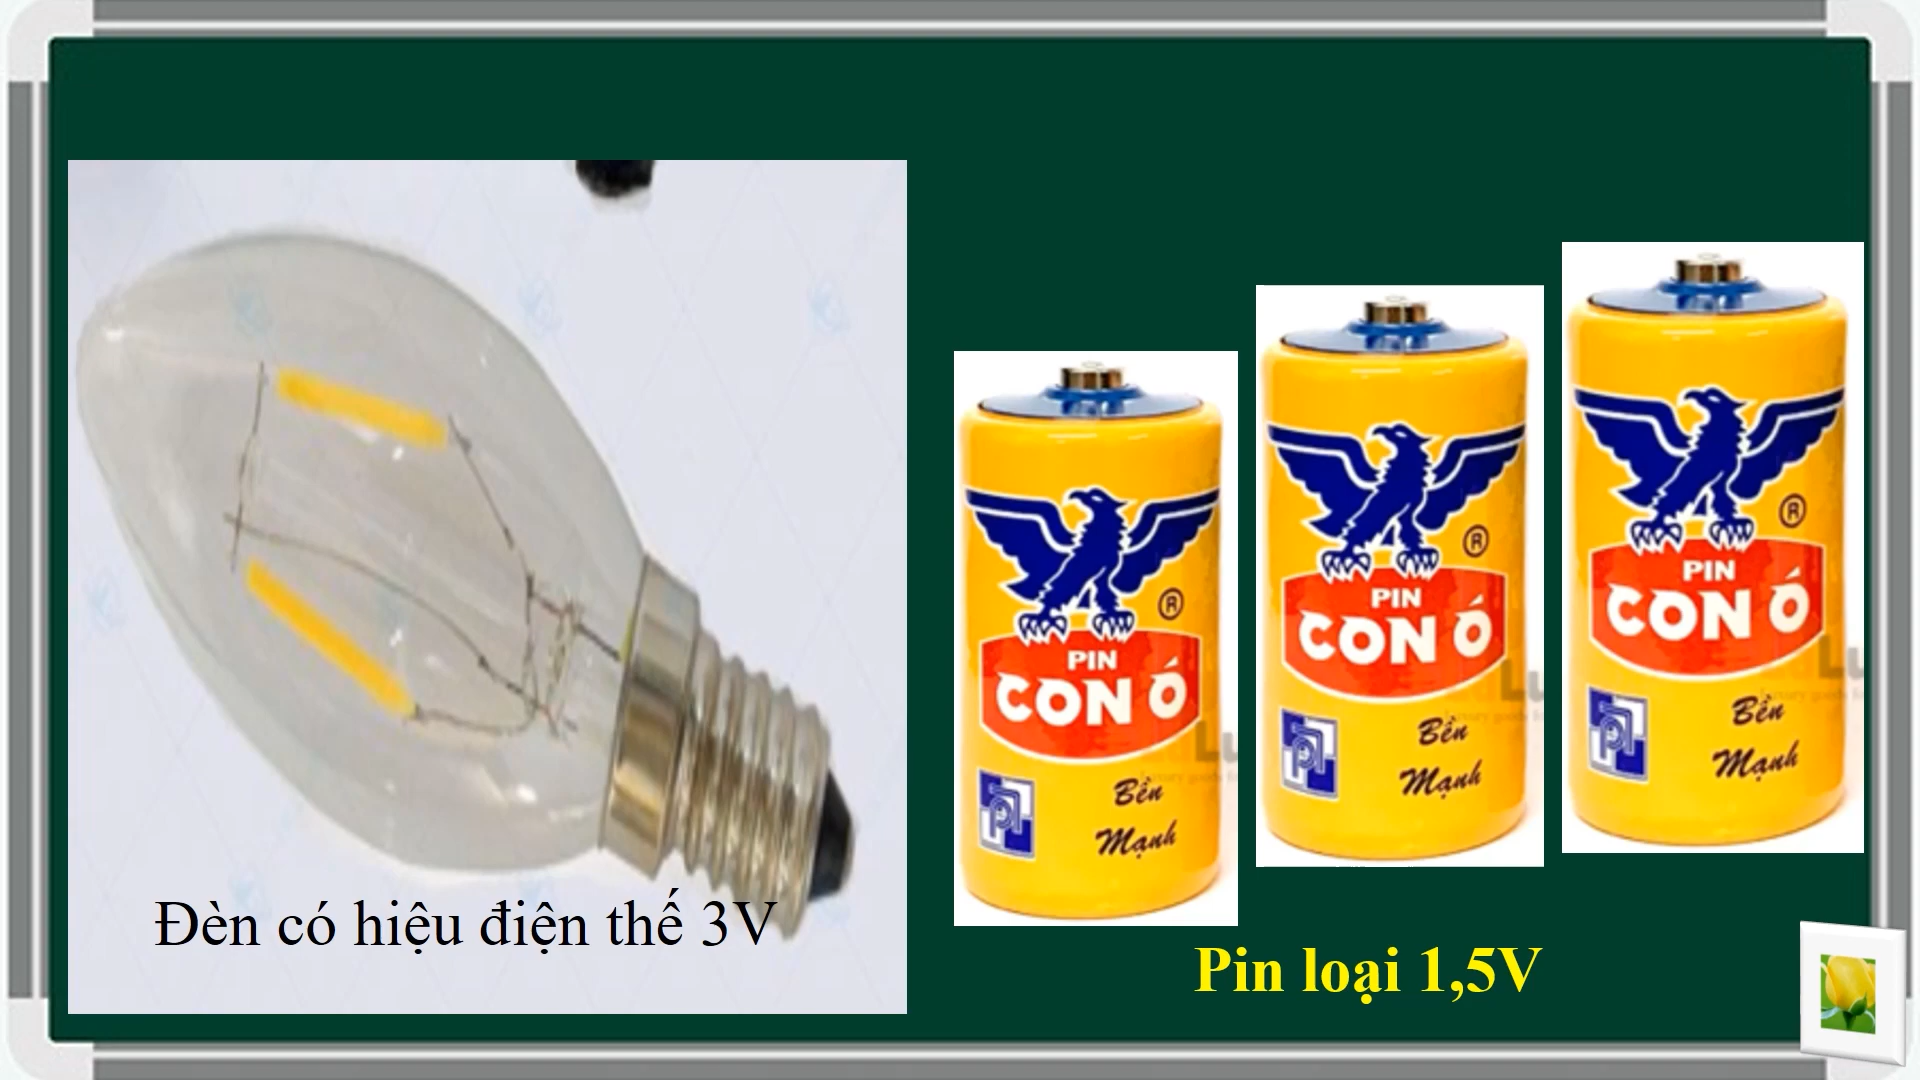 Đèn có hiệu điện thế 3V
®
PIN
CON Ó
Bền
Mạnh
®
PIN
CON Ó
Bền
Mạnh
®
PIN
CON Ó
Bền
Mạnh
Pin loại 1,5V